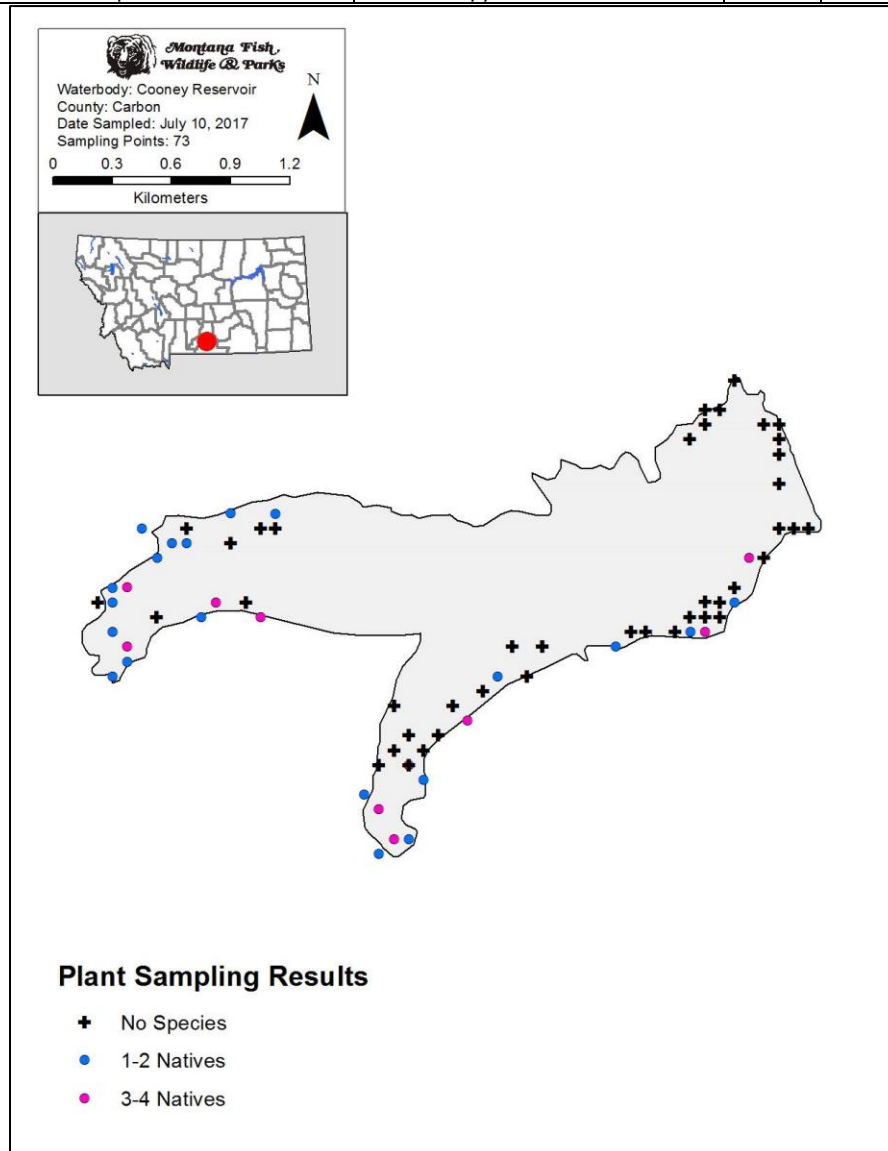 Montana Fish,
Wildlife & Parks
N
Waterbody: Cooney Reservoir
County: Carbon
Date Sampled: July 10, 2017
Sampling Points: 73
0 0.3 0.6 0.9 1.2
Kilometers
Plant Sampling Results
No Species
1-2 Natives
3-4 Natives